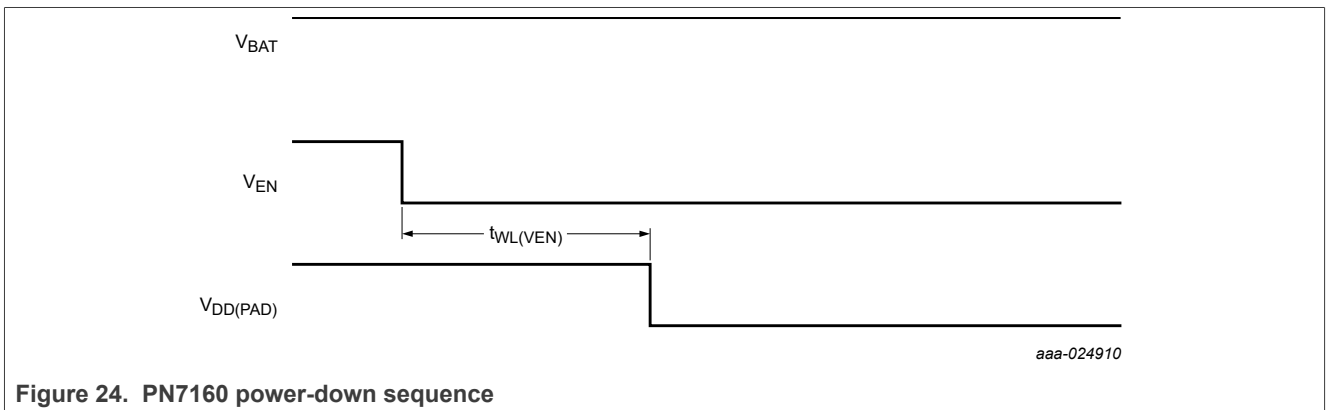 VBAT
VEN
tWL(VEN)
VDD(PAD)
aaa-024910
Figure 24. PN7160 power-down sequence